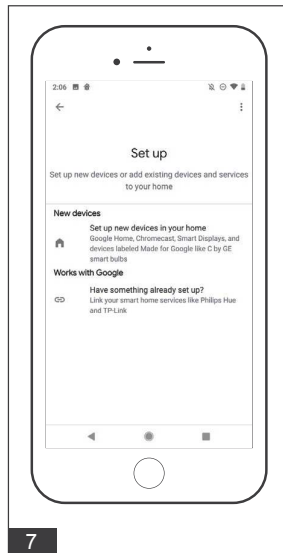 2:06
Set up
Set up new devices or add existing devices and services
to your home
New devices
Set up new devices in your home
Google Home, Chromecast, Smart Displays, and
devices labeled Made for Google like C by GE
smart bulbs
Works with Google
Have something already set up?
Link your smart home services like Philips Hue
and TP-Link
7